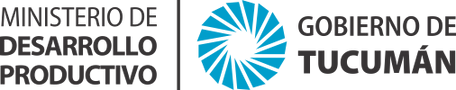 MINISTERIO DE
DESARROLLO
PRODUCTIVO
GOBIERNO DE
TUCUMÁN